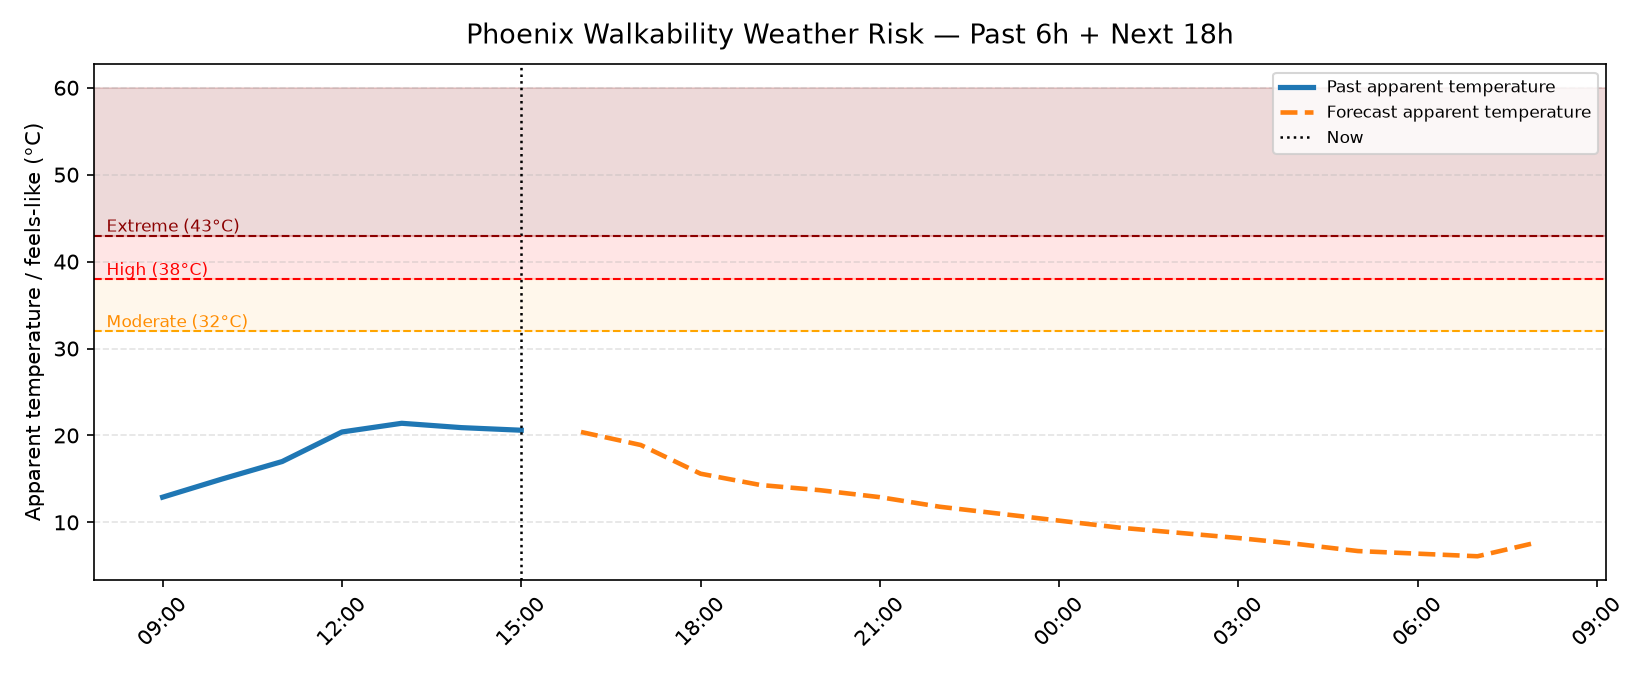 Phoenix Walkability Weather Risk — Past 6h + Next 18h
Apparent temperature / feels-like (°C)
60
50
40
30
20
10
Past apparent temperature
Forecast apparent temperature
Now
Extreme (43°C)
High (38°C)
Moderate (32°C)
09:00
12:00
15:00
18:00
21:00
00:00
03:00
06:00
09:00